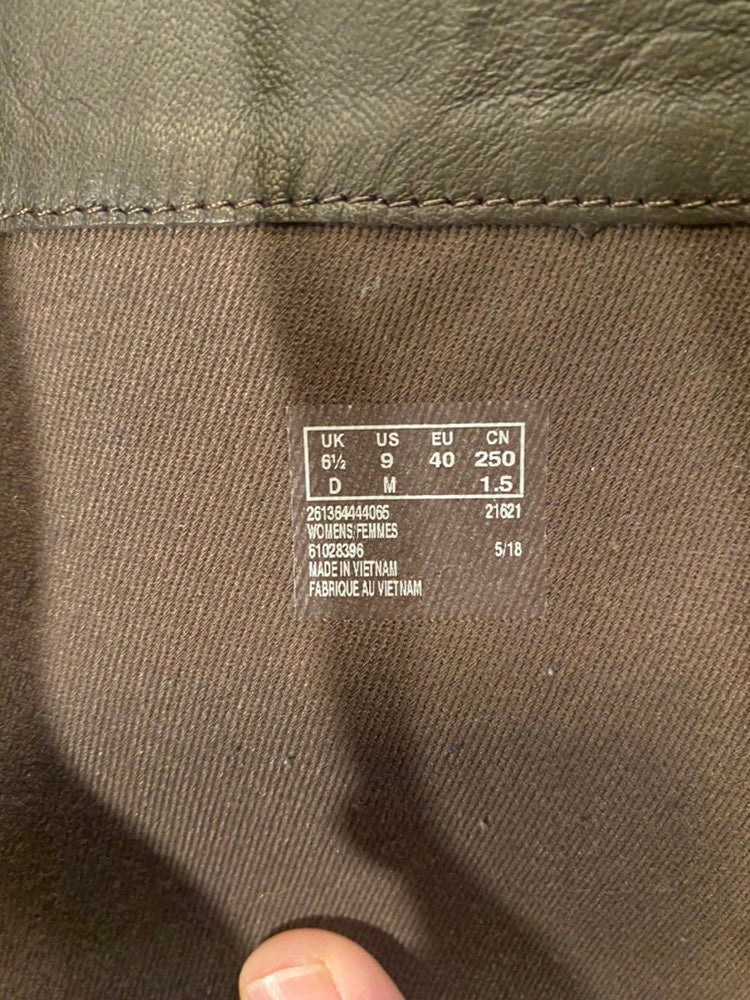 UK US EU CN
6½ 9 40 250
D M 1.5
261364444065 21621
WOMENS/FEMMES
61028396 5/18
MADE IN VIETNAM
FABRIQUE AU VIETNAM